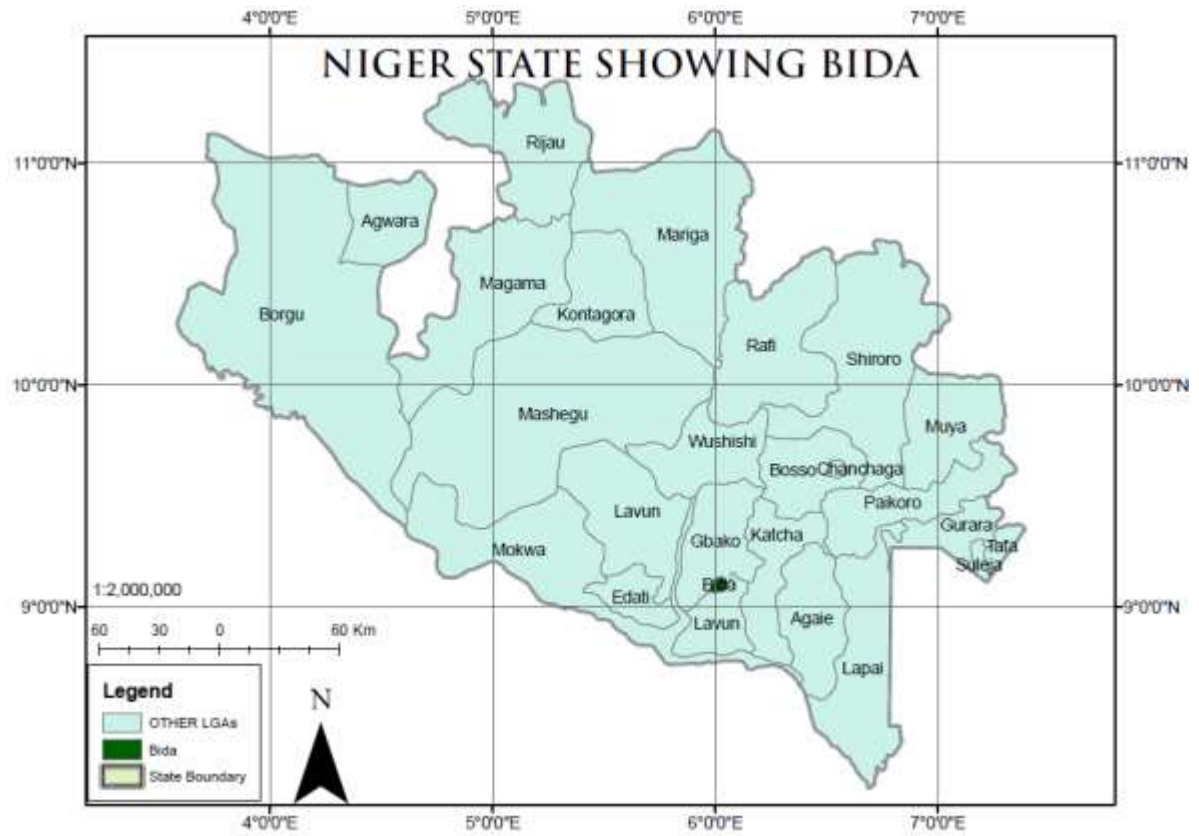 4°0'0"E 5°0'0"E 6°0'0"E 7°0'0"E
NIGER STATE SHOWING BIDA
Rijau
11°0'0"N 11°0'0"N
Agwara
Mariga
Magama
Borgu
Kontagora
Rafi
Shiroro
10°0'0"N 10°0'0"N
Mashegu
Muya
Wushishi
Bosso
Chanchaga
Paikoro
Lavun
Gurara
Katcha
Gbako
Tafa
Mokwa
Suleja
Bida
1:2,000,000
Edati
9°0'0"N 9°0'0"N
Agaie
Lavun
60 30 0 60 Km
Lapai
Legend
N
OTHER LGAs
Bida
State Boundary
4°0'0"E 5°0'0"E 6°0'0"E 7°0'0"E